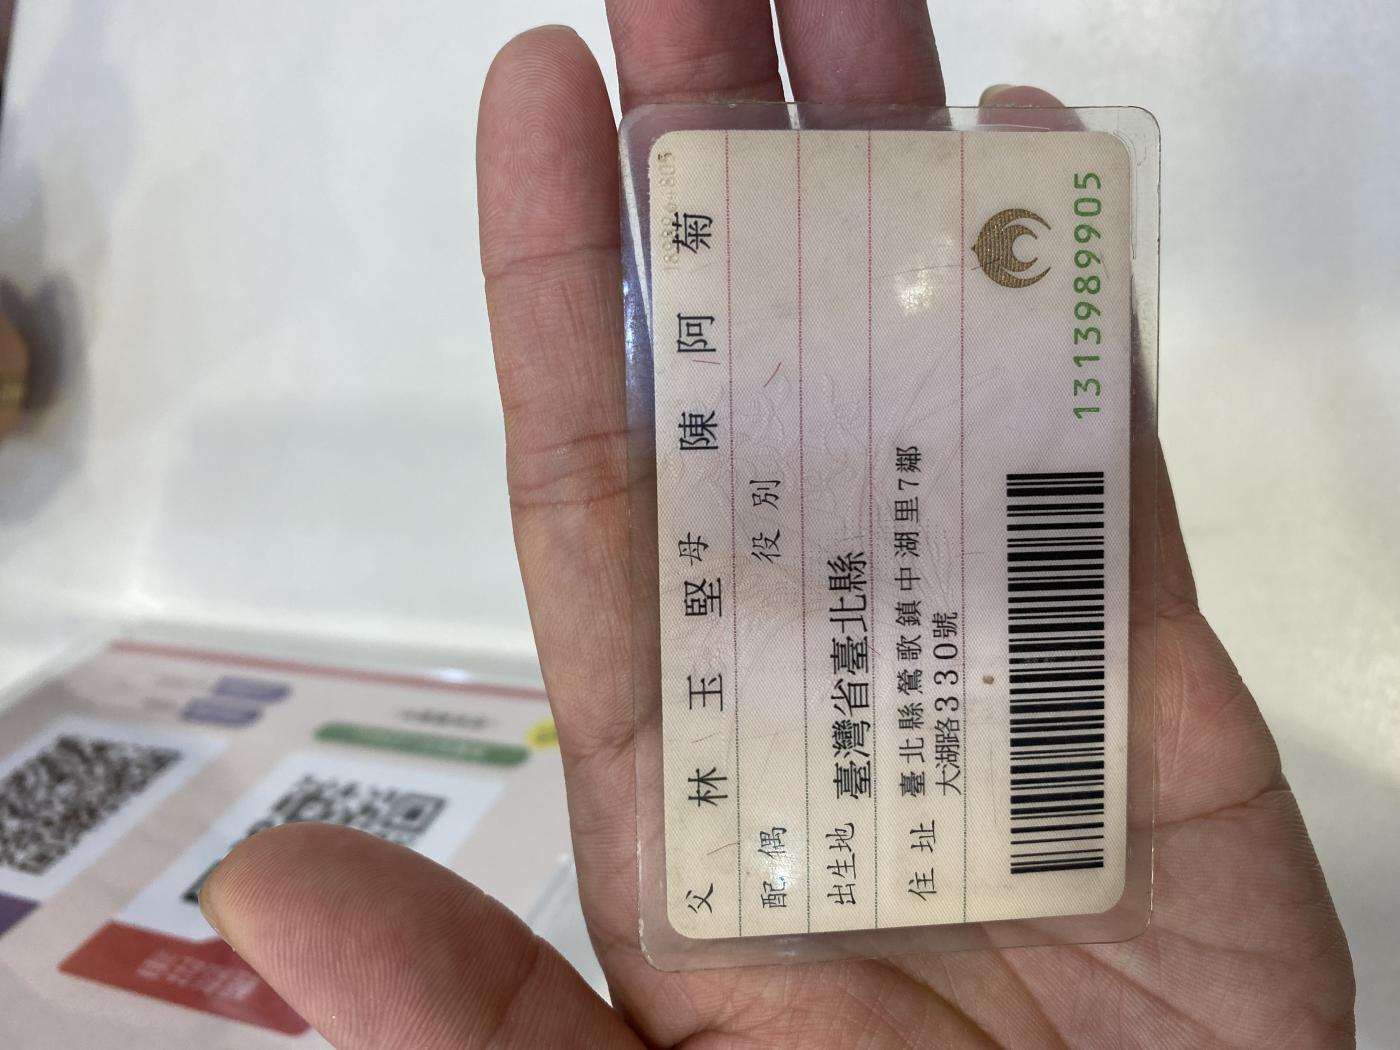 父 林玉堅 母 陳阿菊
配偶 役別
出生地 臺灣省臺北縣
住址 臺北縣鶯歌鎮中湖里7鄰
大湖路330號
1313989905